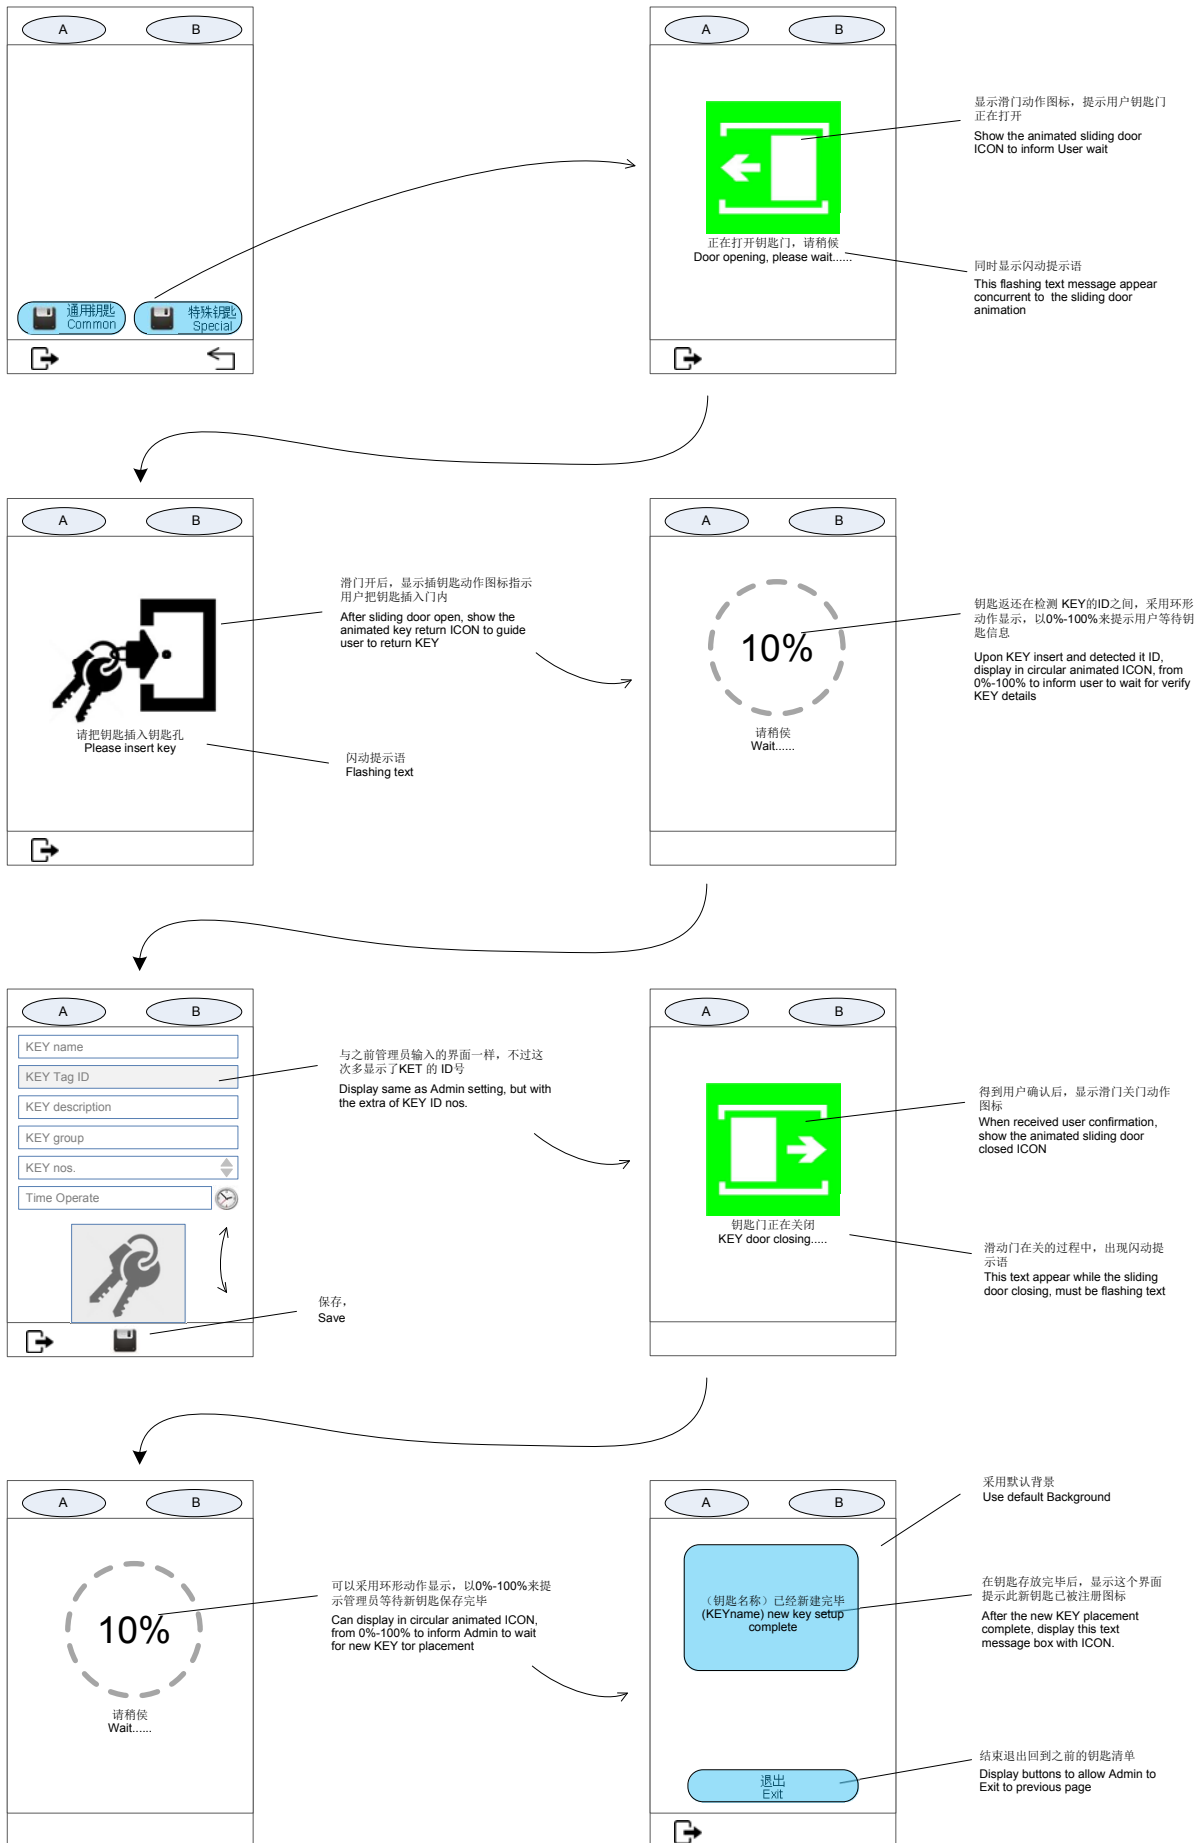 A
B
通用钥匙
Common
特殊钥匙
Special
A
B
正在打开钥匙门，请稍候
Door opening, please wait......
显示滑门动作图标，提示用户钥匙门
正在打开
Show the animated sliding door
ICON to inform User wait
同时显示闪动提示语
This flashing text message appear
concurrent to the sliding door
animation
A
B
请把钥匙插入钥匙孔
Please insert key
滑门开后，显示插钥匙动作图标指示
用户把钥匙插入门内
After sliding door open, show the
animated key return ICON to guide
user to return KEY
闪动提示语
Flashing text
A
B
10%
请稍侯
Wait......
钥匙返还在检测 KEY的ID之间，采用环形
动作显示，以0%-100%来提示用户等待钥
匙信息
Upon KEY insert and detected it ID,
display in circular animated ICON, from
0%-100% to inform user to wait for verify
KEY details
A
B
KEY name
KEY Tag ID
KEY description
KEY group
KEY nos.
Time Operate
与之前管理员输入的界面一样，不过这
次多显示了KET 的 ID号
Display same as Admin setting, but with
the extra of KEY ID nos.
保存，
Save
A
B
钥匙门正在关闭
KEY door closing.....
得到用户确认后，显示滑门关门动作
图标
When received user confirmation,
show the animated sliding door
closed ICON
滑动门在关的过程中，出现闪动提
示语
This text appear while the sliding
door closing, must be flashing text
A
B
10%
请稍侯
Wait......
可以采用环形动作显示，以0%-100%来提
示管理员等待新钥匙保存完毕
Can display in circular animated ICON,
from 0%-100% to inform Admin to wait
for new KEY tor placement
A
B
（钥匙名称）已经新建完毕
(KEYname) new key setup
complete
退出
Exit
采用默认背景
Use default Background
在钥匙存放完毕后，显示这个界面
提示此新钥匙已被注册图标
After the new KEY placement
complete, display this text
message box with ICON.
结束退出回到之前的钥匙清单
Display buttons to allow Admin to
Exit to previous page